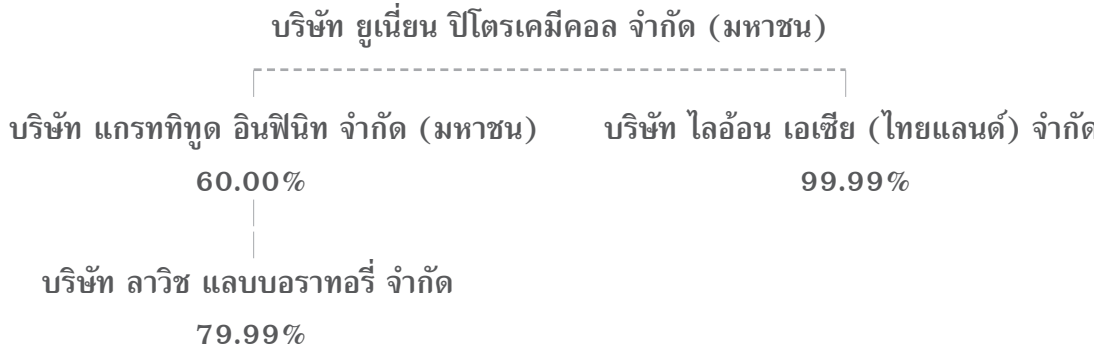 บริษัท ยูเนี่ยน ปิโตรเคมีคอล จำกัด (มหาชน)
บริษัท แกรททิทูด อินฟินิท จำกัด (มหาชน)
บริษัท ไลอ้อน เอเซีย (ไทยแลนด์) จำกัด
60.00%
99.99%
บริษัท ลาวิช แลบบอราทอรี่ จำกัด
79.99%